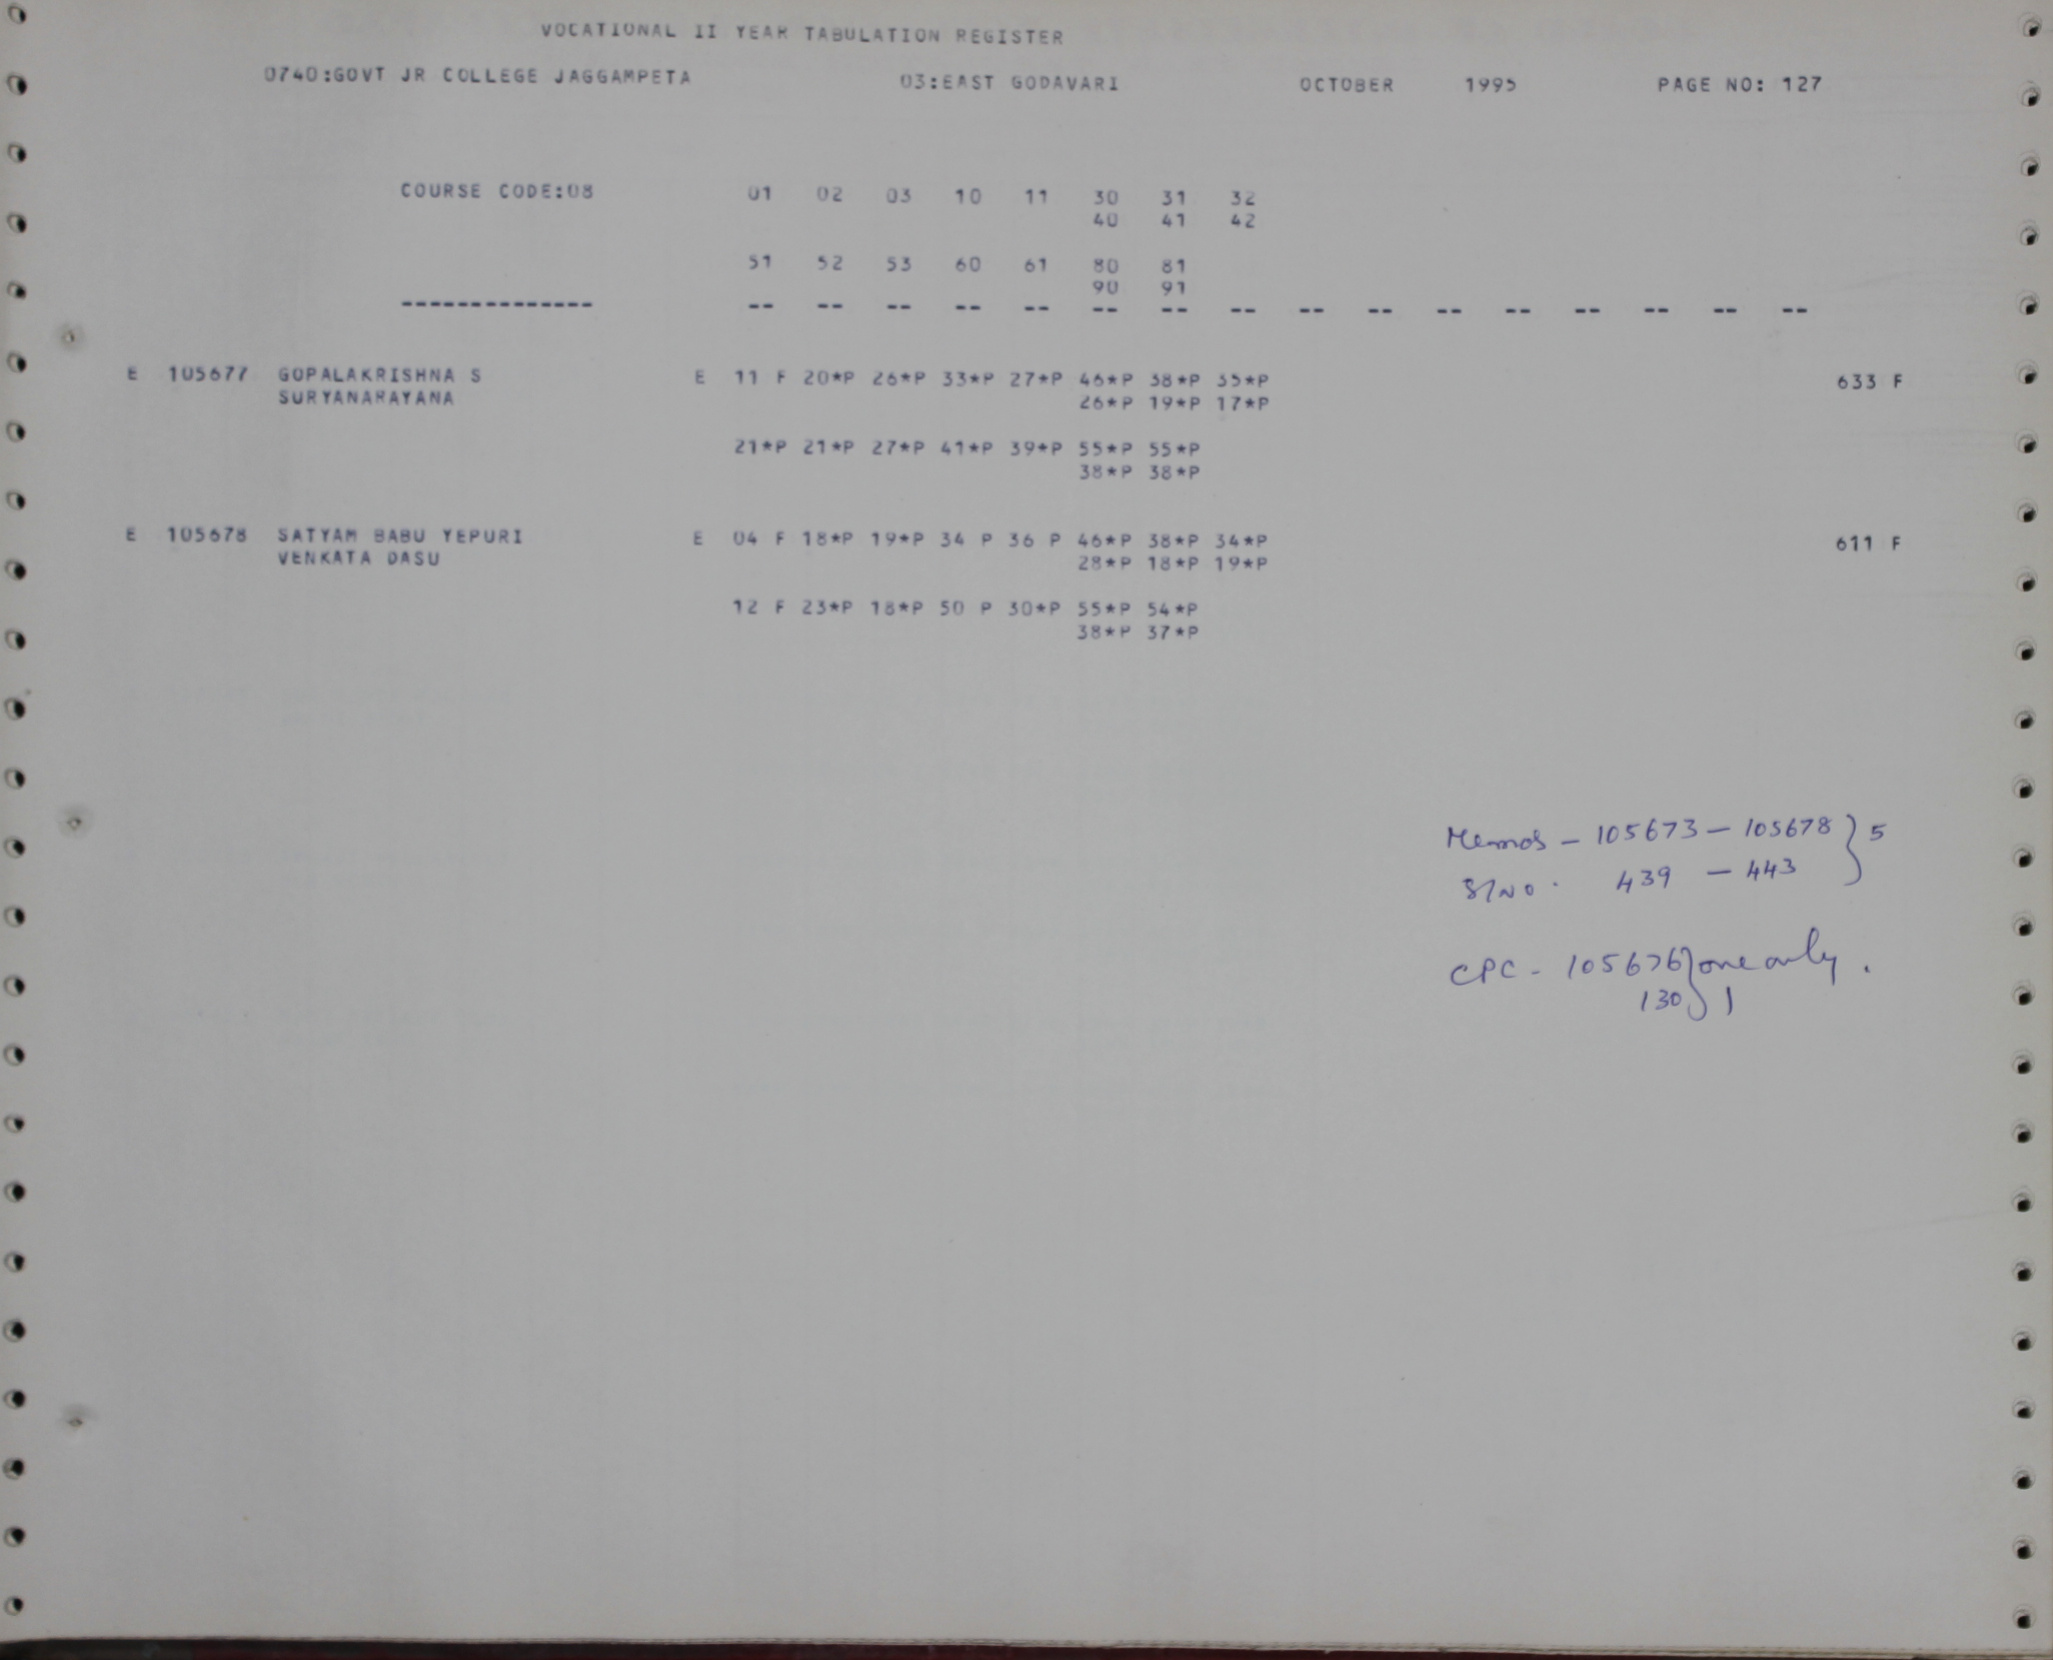 VOCATIONAL II YEAR TABULATION REGISTER
0740:GOVT JR COLLEGE JAGGAMPETA 03:EAST GODAVARI OCTOBER 1995 PAGE NO: 127
COURSE CODE:08 01 02 03 10 11 30 31 32
40 41 42
51 52 53 60 61 80 81
90 91
-------------- -- -- -- -- -- -- -- -- -- -- -- -- -- -- -- --
E 105677 GOPALAKRISHNA S E 11 F 20*P 26*P 33*P 27*P 46*P 38*P 35*P 633 F
SURYANARAYANA 26*P 19*P 17*P
21*P 21*P 27*P 41*P 39*P 55*P 55*P
38*P 38*P
E 105678 SATYAM BABU YEPURI E 04 F 18*P 19*P 34 P 36 P 46*P 38*P 34*P 611 F
VENKATA DASU 28*P 18*P 19*P
12 F 23*P 18*P 50 P 30*P 55*P 54*P
38*P 37*P
Memos - 105673 - 105678 } 5
Sl No. 439 - 443
CPC - 105676 } one only.
130 } 1